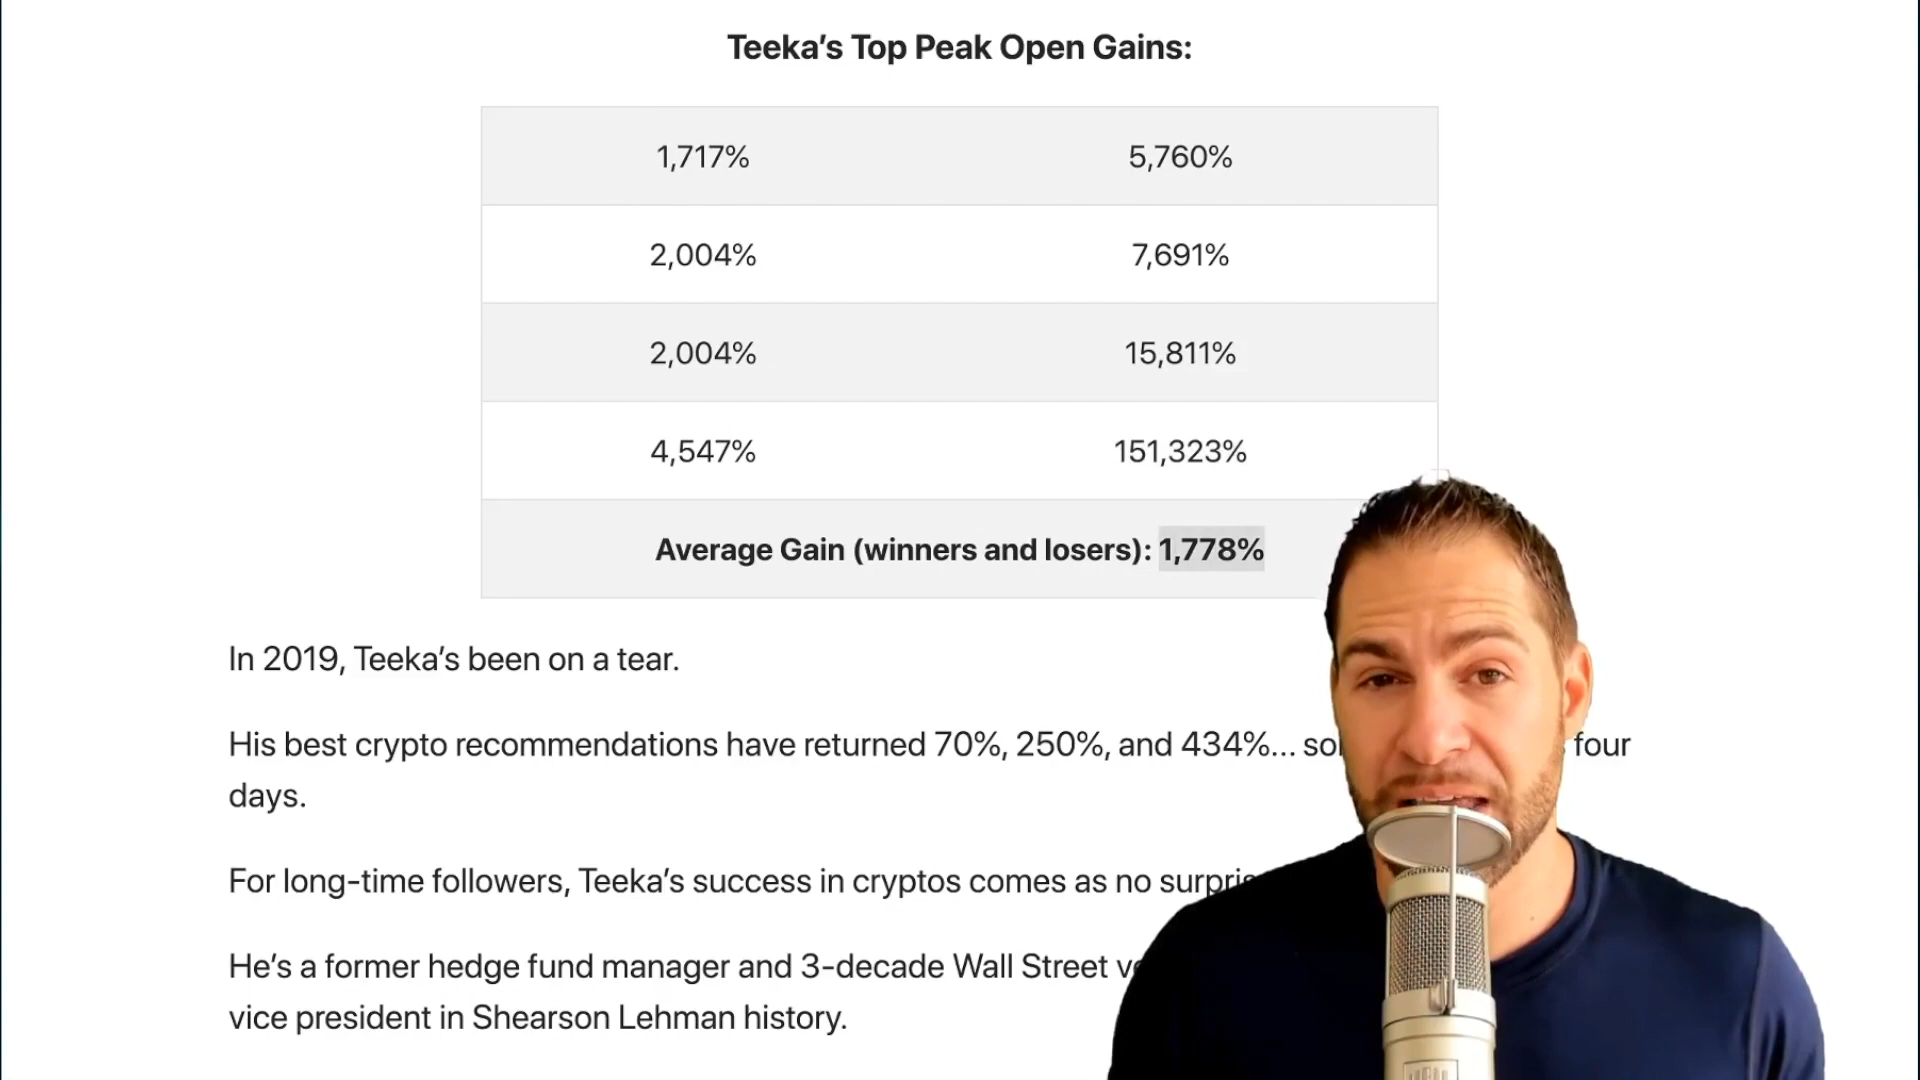 Teeka’s Top Peak Open Gains:
1,717% 5,760%
2,004% 7,691%
2,004% 15,811%
4,547% 151,323%
Average Gain (winners and losers): 1,778%
In 2019, Teeka’s been on a tear.
His best crypto recommendations have returned 70%, 250%, and 434%... four
days.
For long-time followers, Teeka’s success in cryptos comes as no
He’s a former hedge fund manager and 3-decade Wall Street
vice president in Shearson Lehman history.